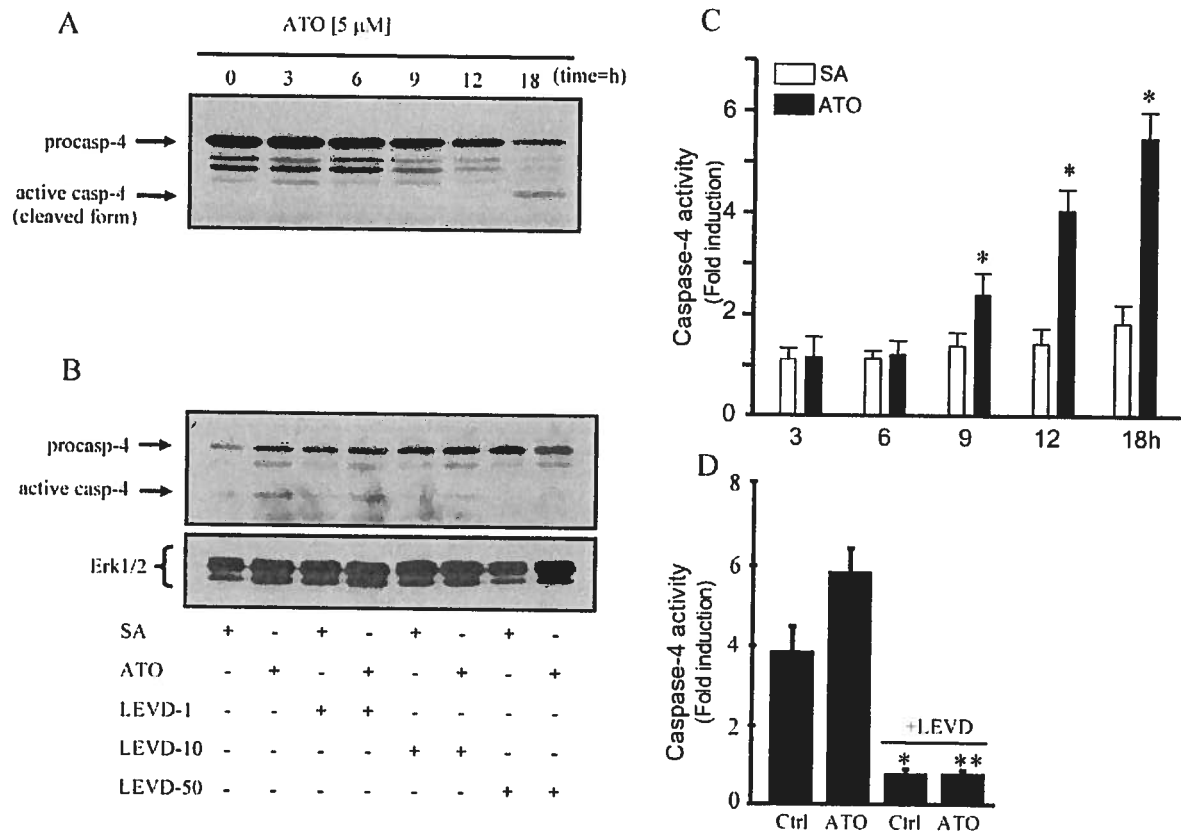 A
ATO [5 µM]
0 3 6 9 12 18 (time=h)
procasp-4
active casp-4
(cleaved form)
B
procasp-4
active casp-4
Erk1/2
SA + - + - + - + -
ATO - + - + - + - +
LEVD-1 - - + + - - - -
LEVD-10 - - - - + + - -
LEVD-50 - - - - - - + +
C
SA
ATO
Caspase-4 activity
(Fold induction)
6
4
2
0
* * *
3 6 9 12 18h
D
Caspase-4 activity
(Fold induction)
8
6
4
2
0
+LEVD
* **
Ctrl ATO Ctrl ATO